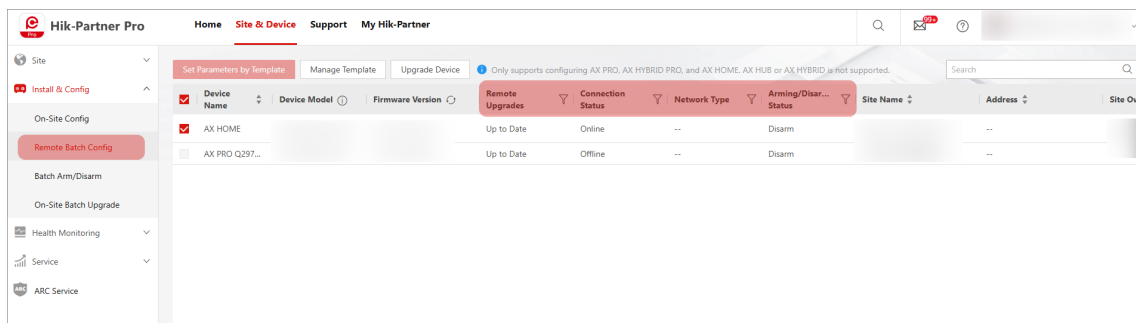 Hik-Partner Pro
Pro
Home Site & Device Support My Hik-Partner
99+
Site
Install & Config
On-Site Config
Remote Batch Config
Batch Arm/Disarm
On-Site Batch Upgrade
Health Monitoring
Service
ARC ARC Service
Set Parameters by Template Manage Template Upgrade Device Only supports configuring AX PRO, AX HYBRID PRO, and AX HOME. AX HUB or AX HYBRID is not supported. Search
Device Name Device Model Firmware Version Remote Upgrades Connection Status Network Type Arming/Disar... Status Site Name Address Site Ow
AX HOME Up to Date Online -- Disarm --
AX PRO Q297... Up to Date Offline -- Disarm --